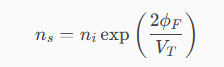 n_s = n_i exp ( 2ϕ_F / V_T )